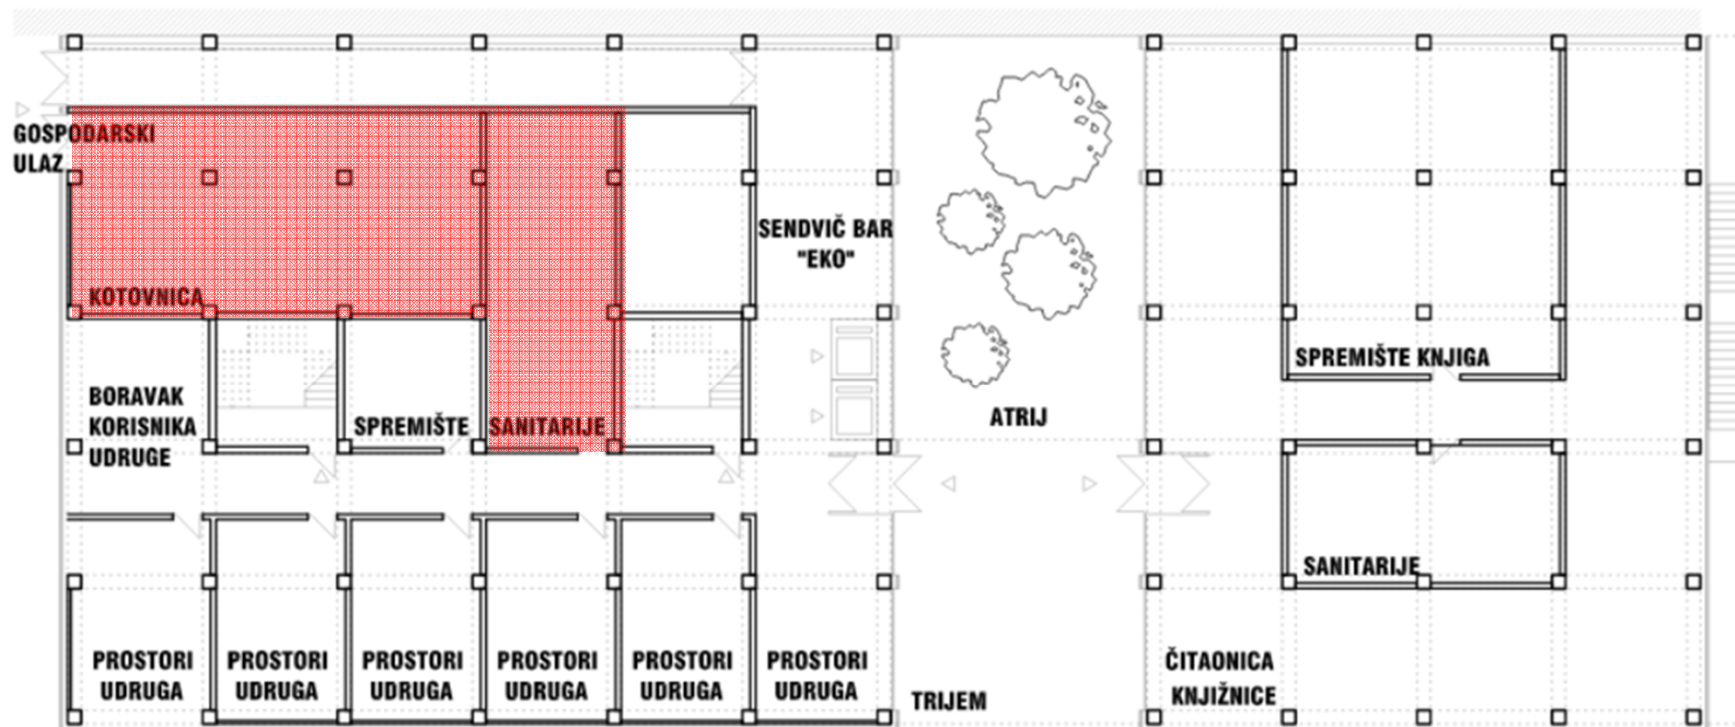 GOSPODARSKI
ULAZ
KOTOVNICA
SENDVIČ BAR
"EKO"
BORAVAK
KORISNIKA
UDRUGE
SPREMIŠTE
SANITARIJE
ATRIJ
SPREMIŠTE KNJIGA
SANITARIJE
PROSTORI
UDRUGA
PROSTORI
UDRUGA
PROSTORI
UDRUGA
PROSTORI
UDRUGA
PROSTORI
UDRUGA
PROSTORI
UDRUGA
TRIJEM
ČITAONICA
KNJIŽNICE